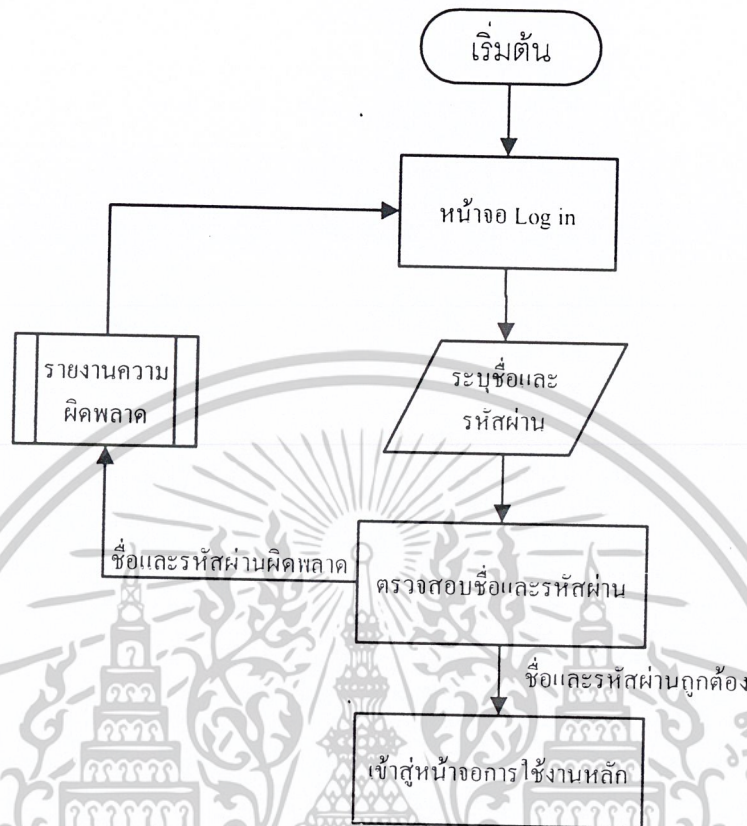 เริ่มต้น
หน้าจอ Log in
รายงานความ
ผิดพลาด
ระบุชื่อและ
รหัสผ่าน
ชื่อและรหัสผ่านผิดพลาด
ตรวจสอบชื่อและรหัสผ่าน
ชื่อและรหัสผ่านถูกต้อง
เข้าสู่หน้าจอการใช้งานหลัก